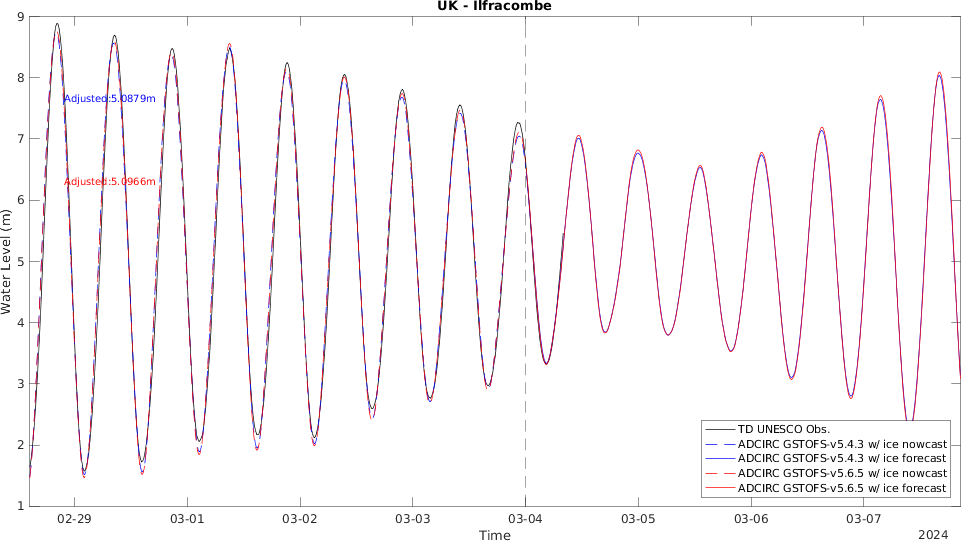 UK - Ilfracombe
9
8
7
6
5
4
3
2
1
Water Level (m)
Adjusted:5.0879m
Adjusted:5.0966m
TD UNESCO Obs.
ADCIRC GSTOFS-v5.4.3 w/ ice nowcast
ADCIRC GSTOFS-v5.4.3 w/ ice forecast
ADCIRC GSTOFS-v5.6.5 w/ ice nowcast
ADCIRC GSTOFS-v5.6.5 w/ ice forecast
02-29 03-01 03-02 03-03 03-04 03-05 03-06 03-07
Time
2024